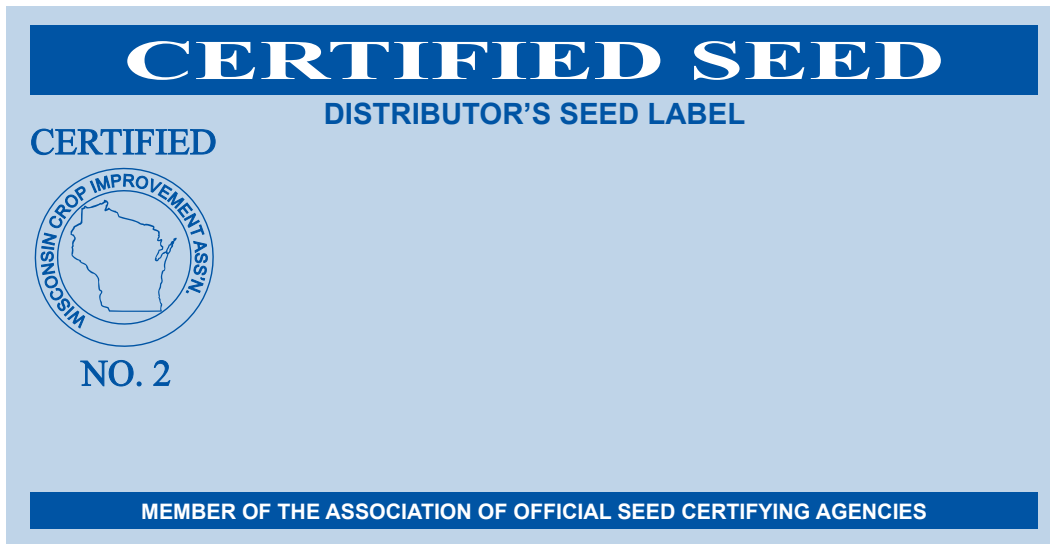 CERTIFIED SEED
DISTRIBUTOR’S SEED LABEL
CERTIFIED
WISCONSIN CROP IMPROVEMENT ASS'N.
NO. 2
MEMBER OF THE ASSOCIATION OF OFFICIAL SEED CERTIFYING AGENCIES